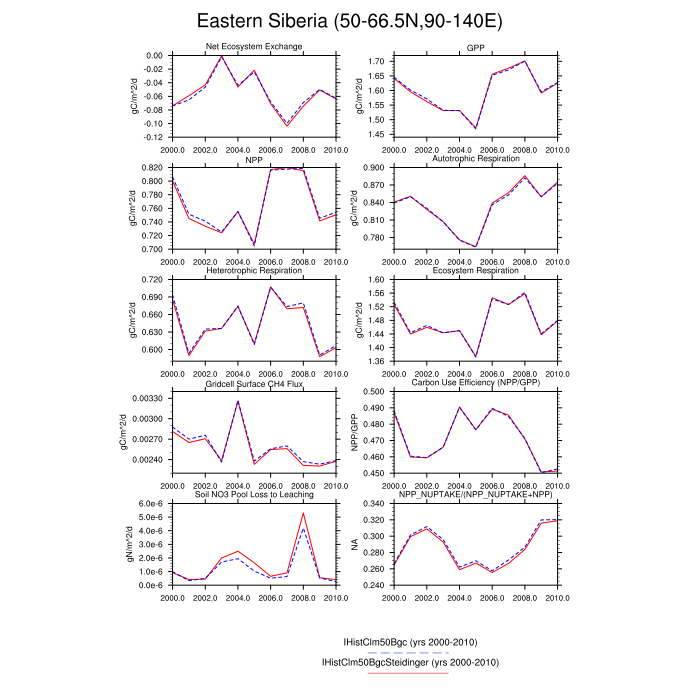 Eastern Siberia (50-66.5N,90-140E)
Net Ecosystem Exchange
gC/m^2/d
0.00
-0.02
-0.04
-0.06
-0.08
-0.10
-0.12
2000.0 2002.0 2004.0 2006.0 2008.0 2010.0
GPP
gC/m^2/d
1.70
1.65
1.60
1.55
1.50
1.45
2000.0 2002.0 2004.0 2006.0 2008.0 2010.0
NPP
gC/m^2/d
0.820
0.800
0.780
0.760
0.740
0.720
0.700
2000.0 2002.0 2004.0 2006.0 2008.0 2010.0
Autotrophic Respiration
gC/m^2/d
0.900
0.870
0.840
0.810
0.780
2000.0 2002.0 2004.0 2006.0 2008.0 2010.0
Heterotrophic Respiration
gC/m^2/d
0.720
0.690
0.660
0.630
0.600
2000.0 2002.0 2004.0 2006.0 2008.0 2010.0
Ecosystem Respiration
gC/m^2/d
1.60
1.56
1.52
1.48
1.44
1.40
1.36
2000.0 2002.0 2004.0 2006.0 2008.0 2010.0
Gridcell Surface CH4 Flux
gC/m^2/d
0.00330
0.00300
0.00270
0.00240
2000.0 2002.0 2004.0 2006.0 2008.0 2010.0
Carbon Use Efficiency (NPP/GPP)
NPP/GPP
0.500
0.490
0.480
0.470
0.460
0.450
2000.0 2002.0 2004.0 2006.0 2008.0 2010.0
Soil NO3 Pool Loss to Leaching
gN/m^2/d
6.0e-6
5.0e-6
4.0e-6
3.0e-6
2.0e-6
1.0e-6
0.0e-6
2000.0 2002.0 2004.0 2006.0 2008.0 2010.0
NPP_NUPTAKE/(NPP_NUPTAKE+NPP)
NA
0.340
0.320
0.300
0.280
0.260
0.240
2000.0 2002.0 2004.0 2006.0 2008.0 2010.0
IHistClm50Bgc (yrs 2000-2010)
IHistClm50BgcSteidinger (yrs 2000-2010)